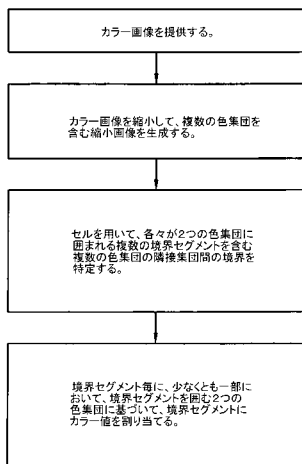 カラー画像を提供する。
カラー画像を縮小して、複数の色集団を
含む縮小画像を生成する。
セルを用いて、各々が2つの色集団に
囲まれる複数の境界セグメントを含む
複数の色集団の隣接集団間の境界を
特定する。
境界セグメント毎に、少なくとも一部に
おいて、境界セグメントを囲む2つの
色集団に基づいて、境界セグメントに
カラー値を割り当てる。